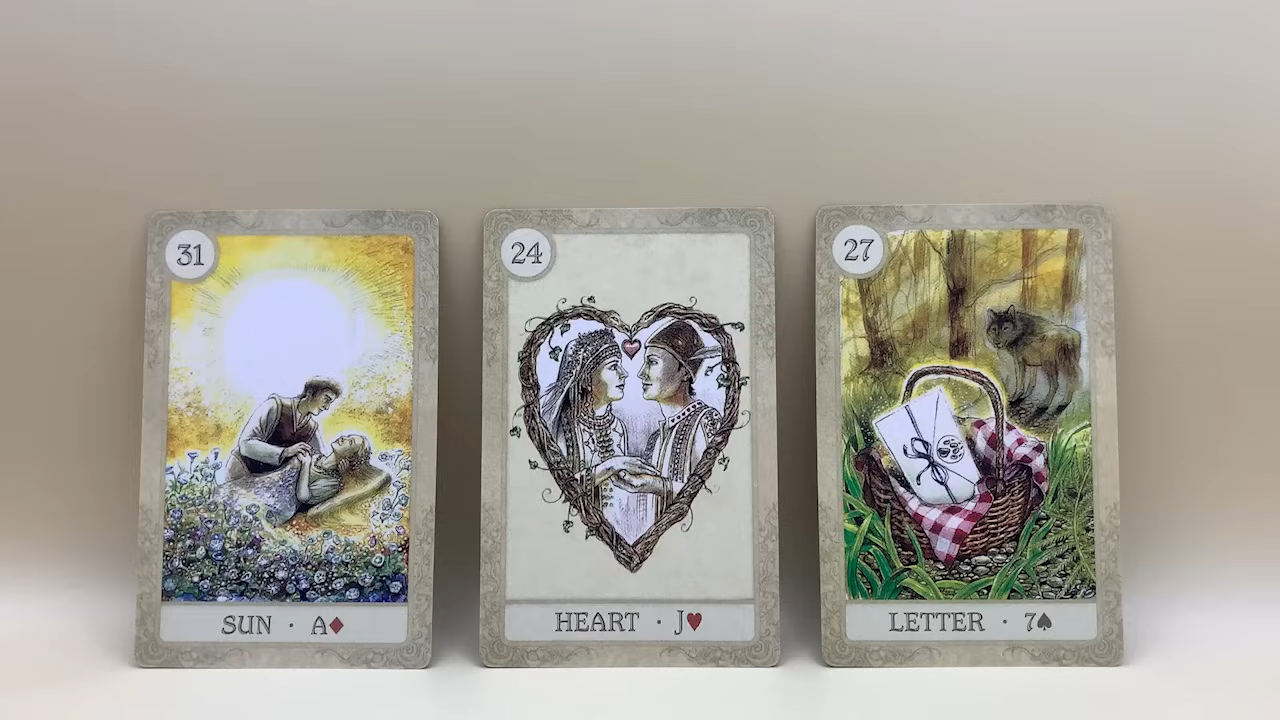 31
SUN · A♦
24
HEART · J♥
27
LETTER · 7♠